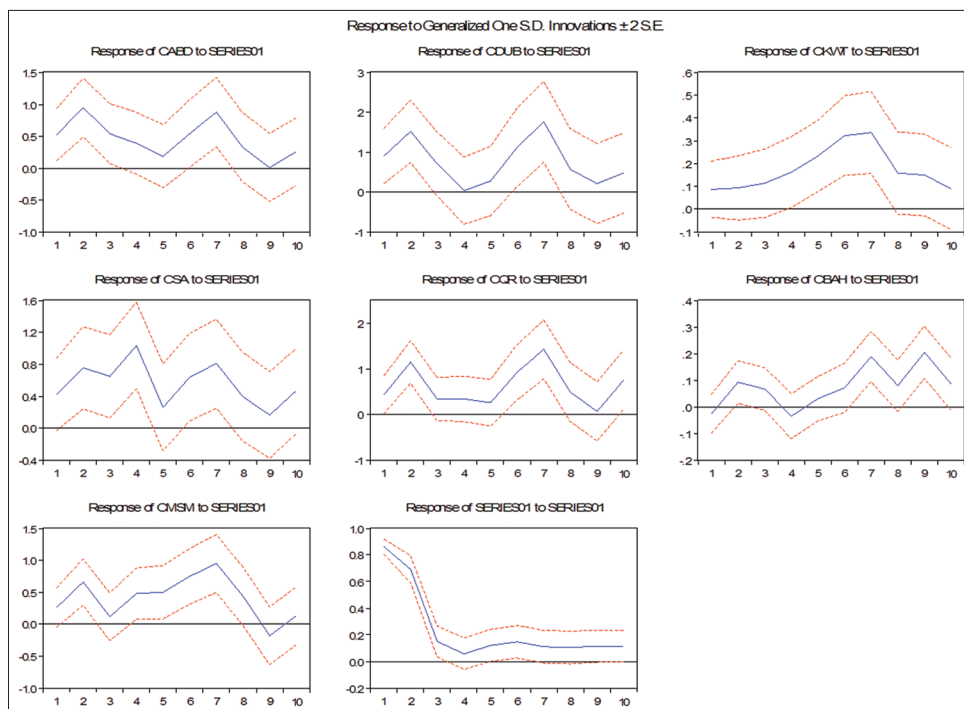 Response to Generalized One S.D. Innovations ± 2 S.E.
Response of CABD to SERIES01
1.5
1.0
0.5
0.0
-0.5
-1.0
1 2 3 4 5 6 7 8 9 10
Response of CDUB to SERIES01
3
2
1
0
-1
1 2 3 4 5 6 7 8 9 10
Response of CKWT to SERIES01
.6
.5
.4
.3
.2
.1
.0
-.1
1 2 3 4 5 6 7 8 9 10
Response of CSA to SERIES01
1.6
1.2
0.8
0.4
0.0
-0.4
1 2 3 4 5 6 7 8 9 10
Response of CQR to SERIES01
2
1
0
-1
1 2 3 4 5 6 7 8 9 10
Response of CBAH to SERIES01
.4
.3
.2
.1
.0
-.1
-.2
1 2 3 4 5 6 7 8 9 10
Response of CMSM to SERIES01
1.5
1.0
0.5
0.0
-0.5
-1.0
1 2 3 4 5 6 7 8 9 10
Response of SERIES01 to SERIES01
1.0
0.8
0.6
0.4
0.2
0.0
-0.2
1 2 3 4 5 6 7 8 9 10